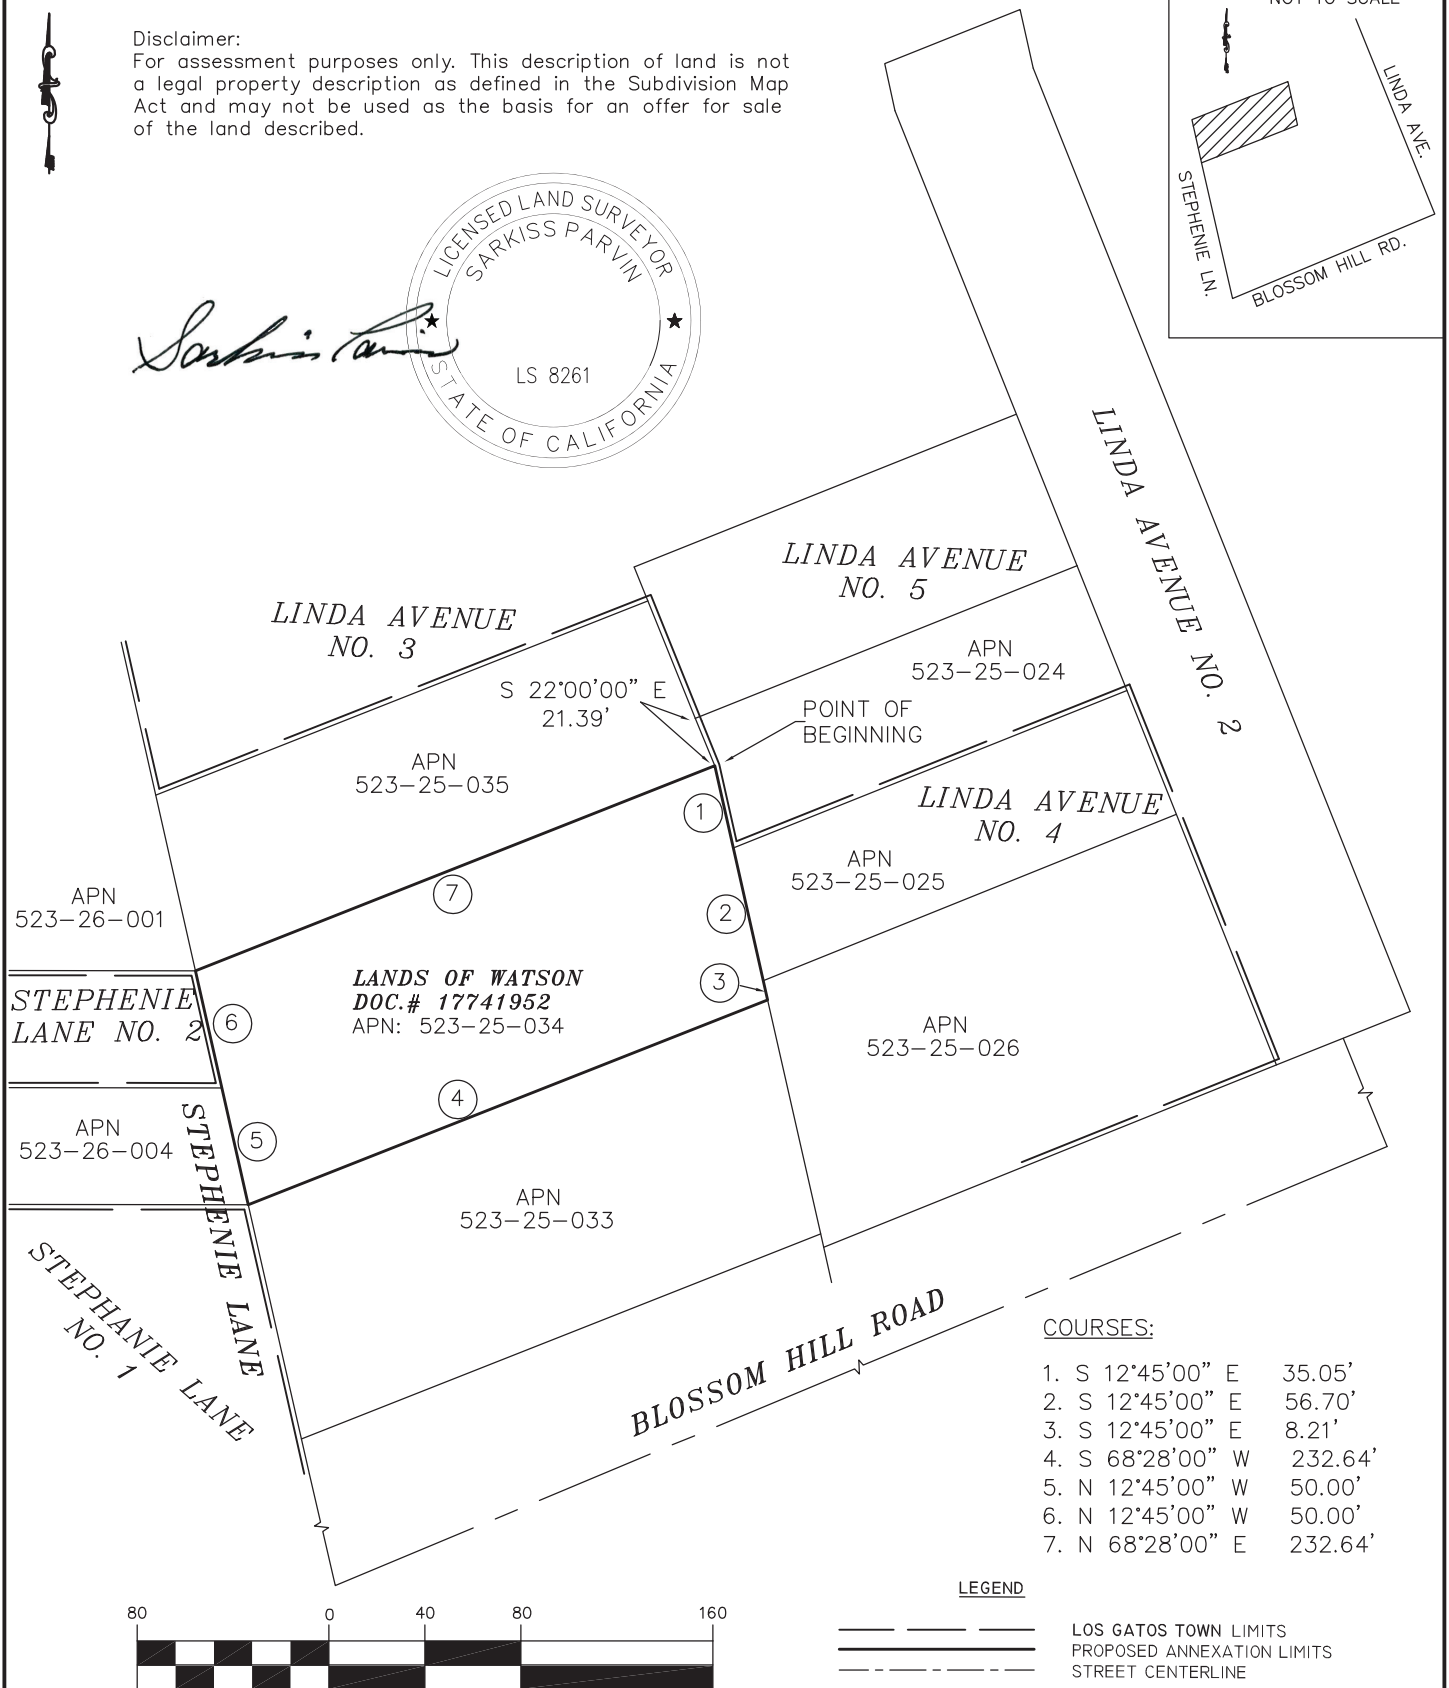 Disclaimer:
For assessment purposes only. This description of land is not
a legal property description as defined in the Subdivision Map
Act and may not be used as the basis for an offer for sale
of the land described.
LINDA AVE.
STEPHENIE LN.
BLOSSOM HILL RD.
LICENSED LAND SURVEYOR
SARKISS PARVIN
LS 8261
STATE OF CALIFORNIA
Sarkiss Parvin
LINDA AVENUE NO. 2
LINDA AVENUE
NO. 5
LINDA AVENUE
NO. 3
APN
523-25-024
S 22°00'00" E
21.39'
POINT OF
BEGINNING
APN
523-25-035
1
LINDA AVENUE
NO. 4
APN
523-25-025
7
2
APN
523-26-001
LANDS OF WATSON
DOC.# 17741952
APN: 523-25-034
3
STEPHENIE
LANE NO. 2
6
APN
523-25-026
4
APN
523-26-004
5
STEPHENIE LANE
APN
523-25-033
STEPHANIE LANE
NO. 1
BLOSSOM HILL ROAD
COURSES:
1. S 12°45'00" E 35.05'
2. S 12°45'00" E 56.70'
3. S 12°45'00" E 8.21'
4. S 68°28'00" W 232.64'
5. N 12°45'00" W 50.00'
6. N 12°45'00" W 50.00'
7. N 68°28'00" E 232.64'
LEGEND
LOS GATOS TOWN LIMITS
PROPOSED ANNEXATION LIMITS
STREET CENTERLINE
80 0 40 80 160